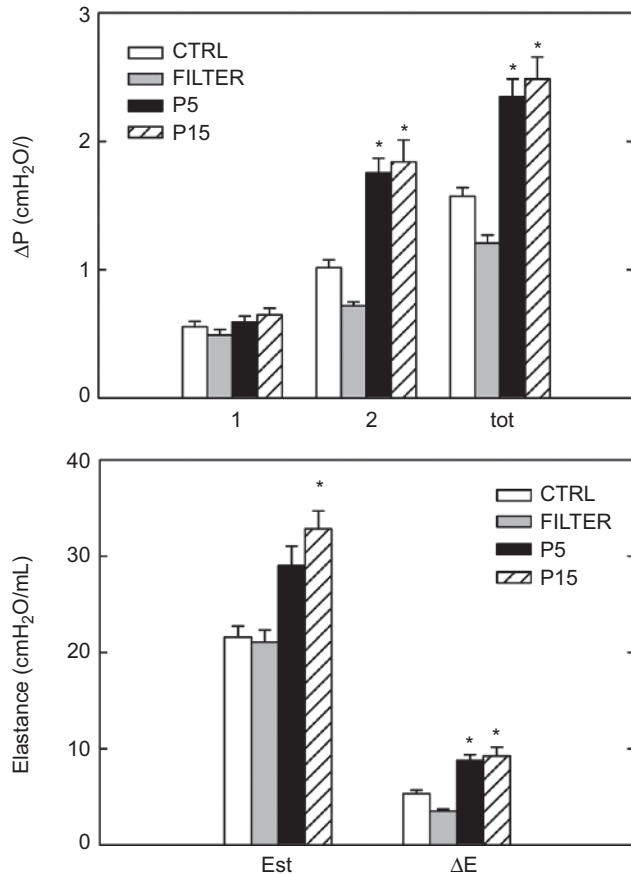 3
CTRL
FILTER
P5
P15
* *
* *
2
ΔP (cmH₂O/)
1
0
1 2 tot
40
*
CTRL
FILTER
P5
P15
30
Elastance (cmH₂O/mL)
20
10
* *
0
Est ΔE